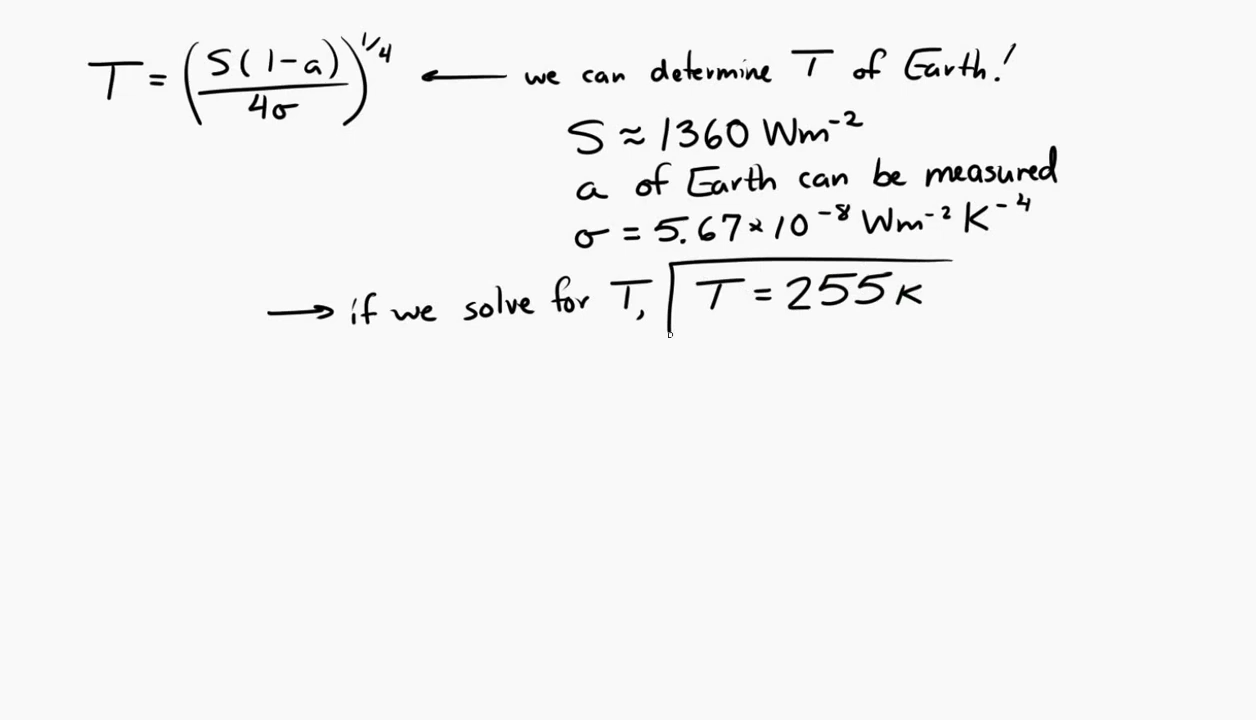 T = (S(1-a)/4σ)^1/4 ← we can determine T of Earth!
S ≈ 1360 Wm⁻²
a of Earth can be measured
σ = 5.67×10⁻⁸ Wm⁻² K⁻⁴
→ if we solve for T, T = 255K